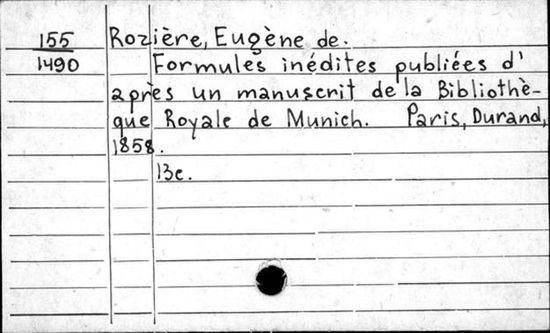 155
1490
Rozière, Eugène de.
Formules inédites publiées d'
après un manuscrit de la Bibliothè-
que Royale de Munich. Paris, Durand,
1858.
13e.